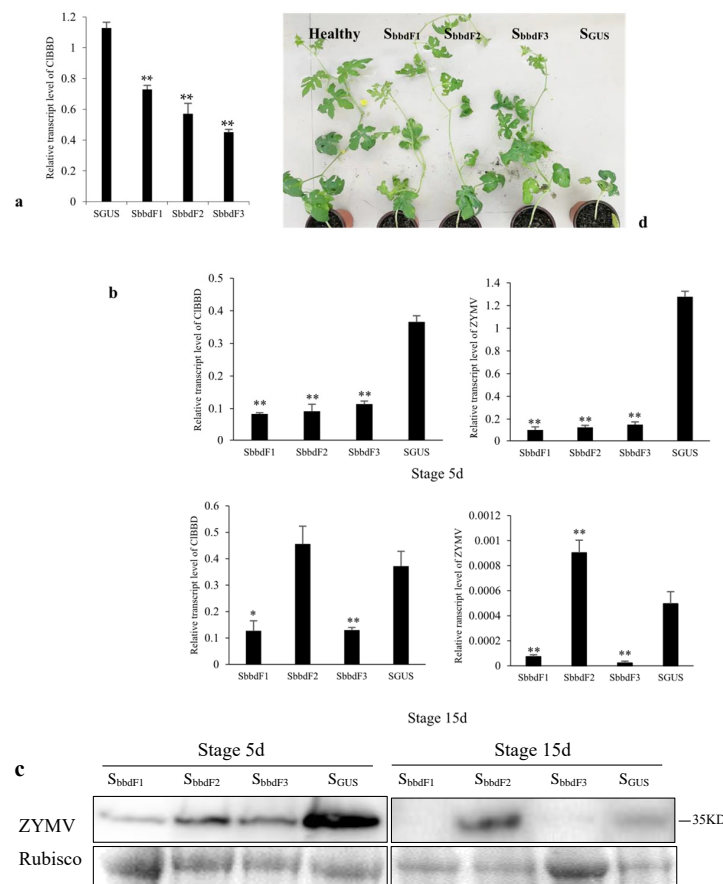 1.2
1
0.8
0.6
0.4
0.2
0
Relative transcript level of ClBBD
**
**
**
SGUS SbbdF1 SbbdF2 SbbdF3
a
Healthy SbbdF1 SbbdF2 SbbdF3 SGUS
d
b
0.5
0.4
0.3
0.2
0.1
0
Relative transcript level of ClBBD
** ** **
SbbdF1 SbbdF2 SbbdF3 SGUS
1.4
1.2
1
0.8
0.6
0.4
0.2
0
Relative transcript level of ZYMV
** ** **
SbbdF1 SbbdF2 SbbdF3 SGUS
Stage 5d
0.6
0.5
0.4
0.3
0.2
0.1
0
Relative transcript level of ClBBD
* **
SbbdF1 SbbdF2 SbbdF3 SGUS
0.0012
0.001
0.0008
0.0006
0.0004
0.0002
0
Relative ranscript level of ZYMV
** ** **
SbbdF1 SbbdF2 SbbdF3 SGUS
Stage 15d
c
Stage 5d Stage 15d
SbbdF1 SbbdF2 SbbdF3 SGUS SbbdF1 SbbdF2 SbbdF3 SGUS
ZYMV
35KD
Rubisco